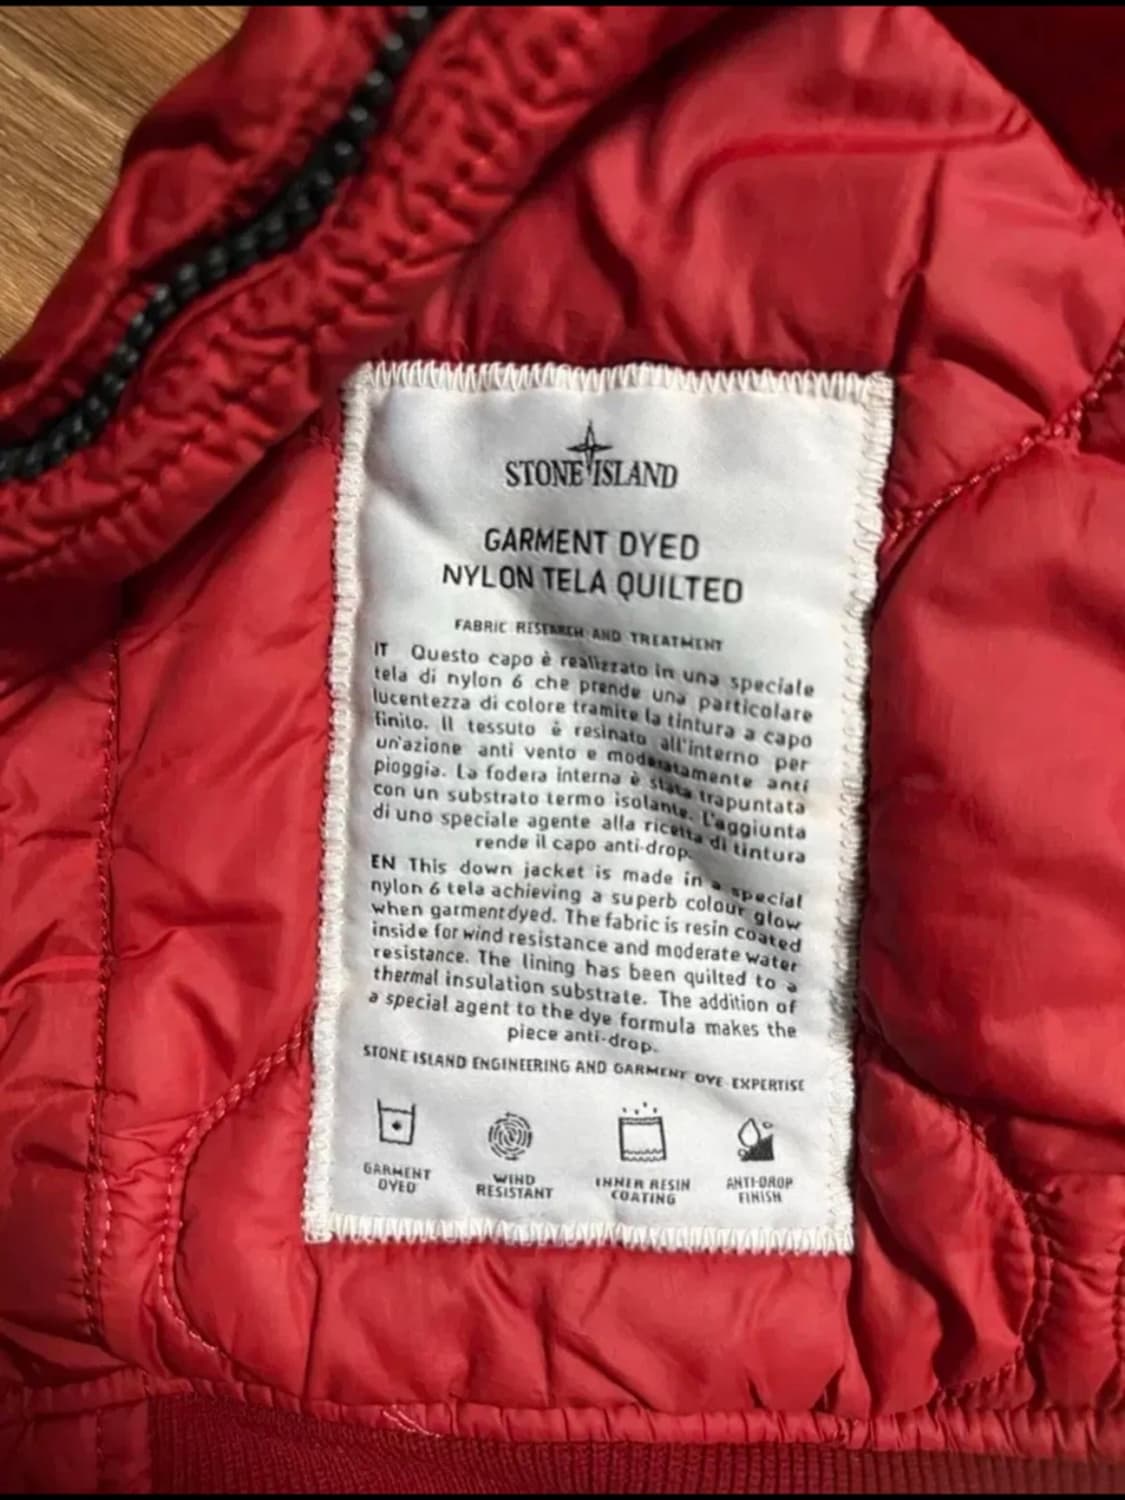 STONE ISLAND
GARMENT DYED
NYLON TELA QUILTED
FABRIC RESEARCH AND TREATMENT
IT Questo capo è realizzato in una speciale
tela di nylon 6 che prende una particolare
lucentezza di colore tramite la tintura a capo
finito. Il tessuto è resinato all'interno per
un'azione anti vento e moderatamente anti
pioggia. La fodera interna è stata trapuntata
con un substrato termo isolante. L'aggiunta
di uno speciale agente alla ricetta di tintura
rende il capo anti-drop.
EN This down jacket is made in a special
nylon 6 tela achieving a superb colour glow
when garment dyed. The fabric is resin coated
inside for wind resistance and moderate water
resistance. The lining has been quilted to a
thermal insulation substrate. The addition of
a special agent to the dye formula makes the
piece anti-drop.
STONE ISLAND ENGINEERING AND GARMENT DYE EXPERTISE
GARMENT DYED
WIND RESISTANT
INNER RESIN COATING
ANTI-DROP FINISH